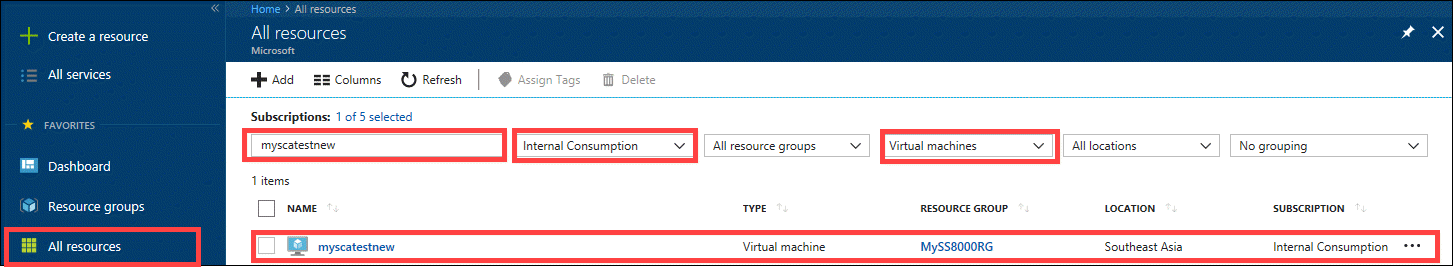 Create a resource
All services
FAVORITES
Dashboard
Resource groups
All resources
Home > All resources
All resources
Microsoft
Add Columns Refresh Assign Tags Delete
Subscriptions: 1 of 5 selected
myscatestnew Internal Consumption All resource groups Virtual machines All locations No grouping
1 items
NAME TYPE RESOURCE GROUP LOCATION SUBSCRIPTION
myscatestnew Virtual machine MySS8000RG Southeast Asia Internal Consumption